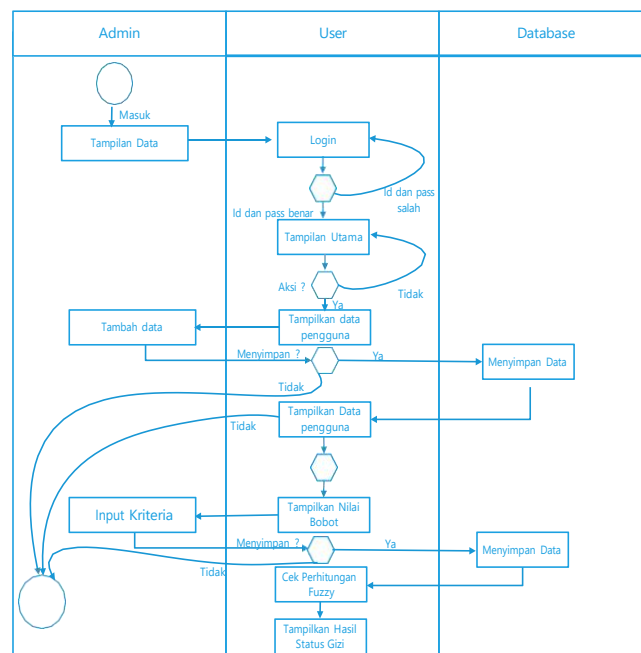 Admin
User
Database
Masuk
Tampilan Data
Login
Id dan pass
salah
Id dan pass benar
Tampilan Utama
Aksi ?
Tidak
Ya
Tambah data
Tampilkan data
pengguna
Menyimpan ?
Ya
Menyimpan Data
Tidak
Tampilkan Data
pengguna
Tidak
Input Kriteria
Tampilkan Nilai
Bobot
Menyimpan ?
Ya
Menyimpan Data
Tidak
Cek Perhitungan
Fuzzy
Tampilkan Hasil
Status Gizi